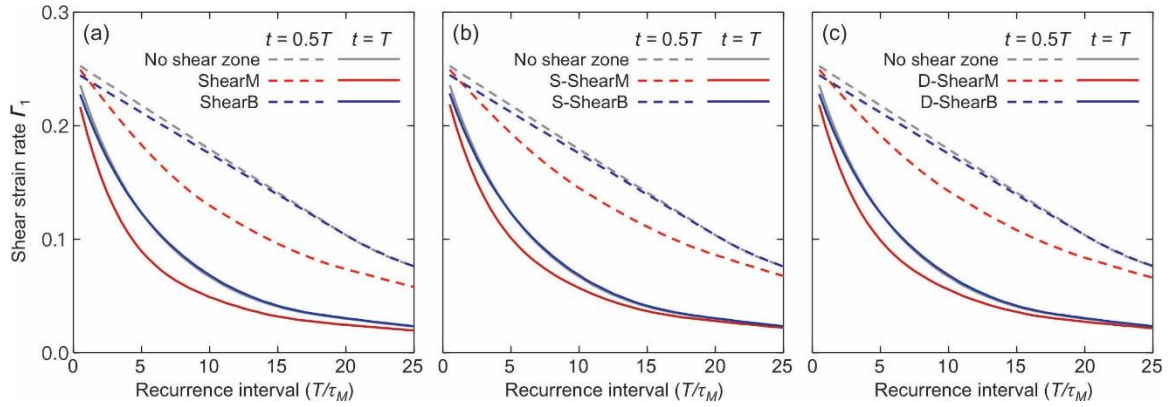 (a)
t = 0.5T t = T
No shear zone
ShearM
ShearB
(b)
t = 0.5T t = T
No shear zone
S-ShearM
S-ShearB
(c)
t = 0.5T t = T
No shear zone
D-ShearM
D-ShearB
Shear strain rate Γ₁
0.3
0.2
0.1
0.0
0 5 10 15 20 25
0 5 10 15 20 25
0 5 10 15 20 25
Recurrence interval (T/τ_M)
Recurrence interval (T/τ_M)
Recurrence interval (T/τ_M)